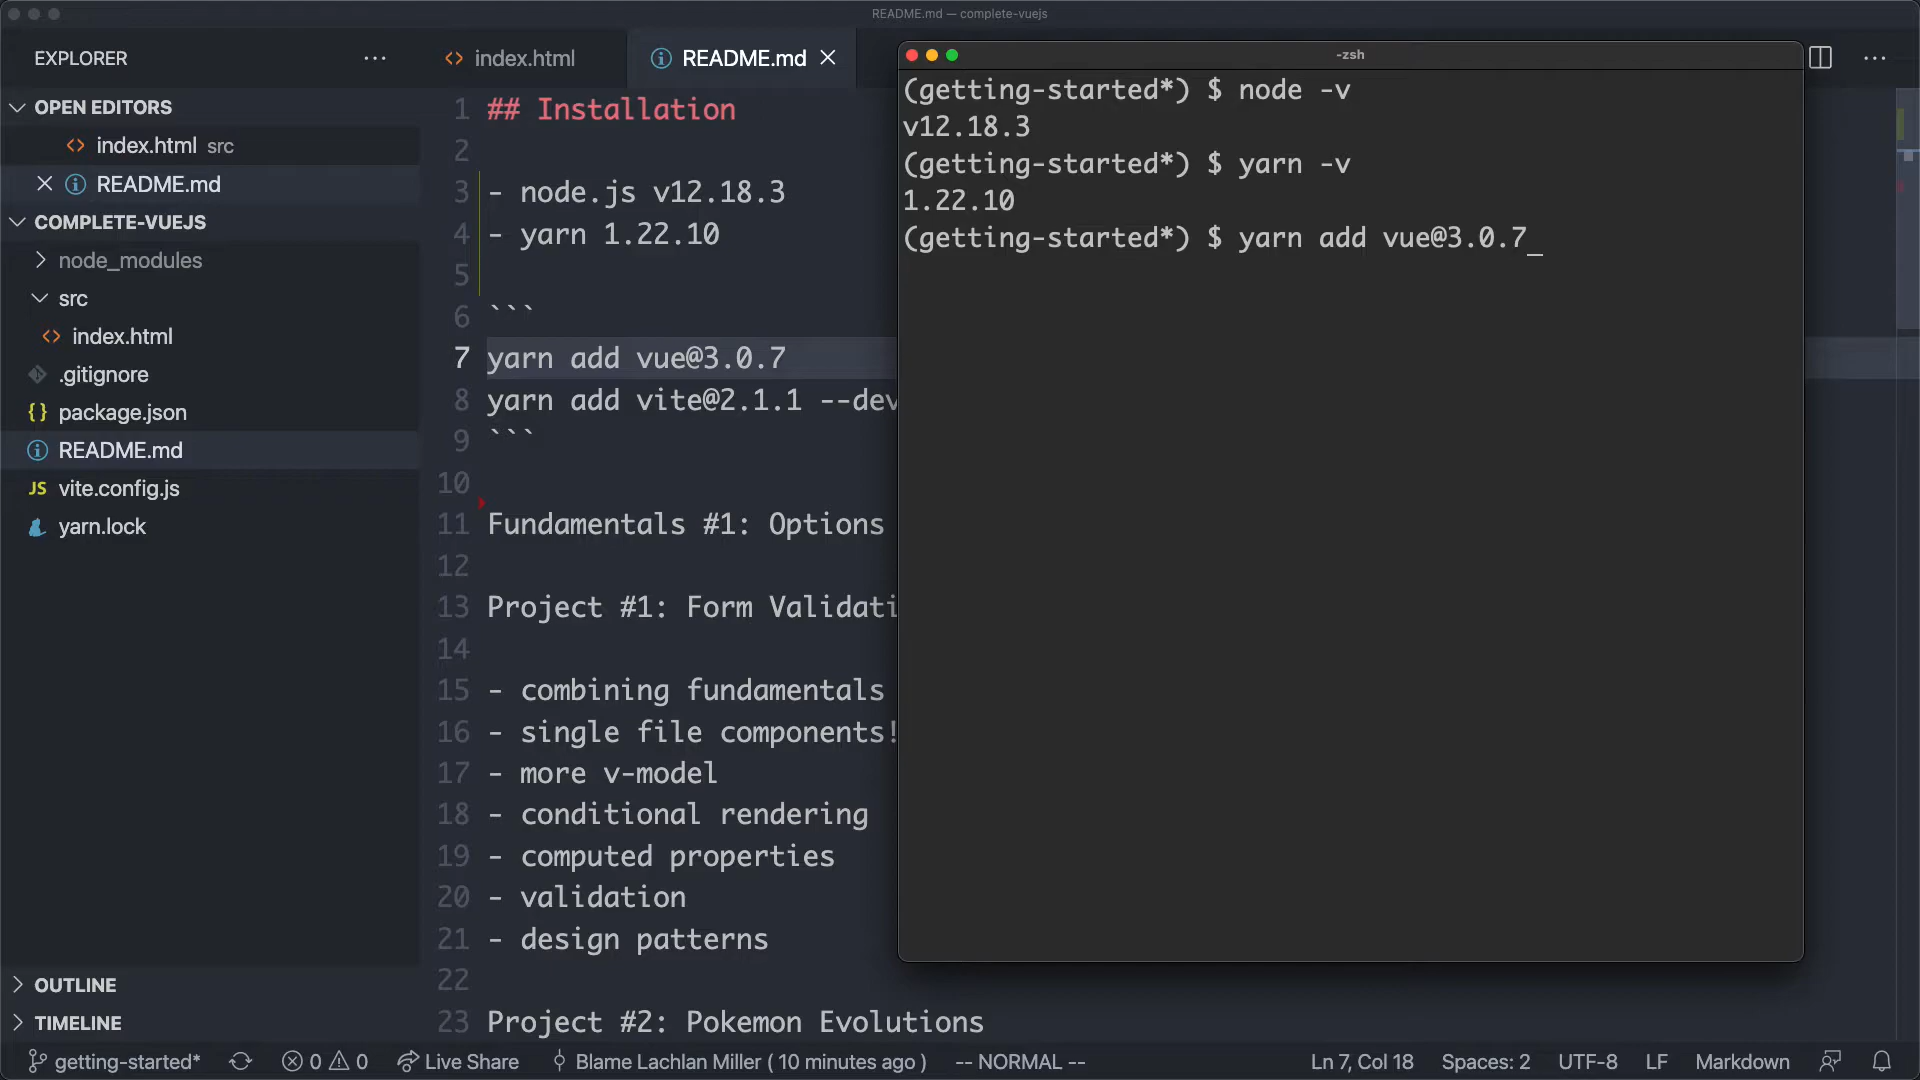 README.md — complete-vuejs
EXPLORER
index.html
README.md
-zsh
OPEN EDITORS
index.html src
README.md
COMPLETE-VUEJS
node_modules
src
index.html
.gitignore
package.json
README.md
JS vite.config.js
yarn.lock
OUTLINE
TIMELINE
1 ## Installation
2
3 - node.js v12.18.3
4 - yarn 1.22.10
5
6 ```
7 yarn add vue@3.0.7
8 yarn add vite@2.1.1 --dev
9 ```
10
11 Fundamentals #1: Options
12
13 Project #1: Form Validati
14
15 - combining fundamentals
16 - single file components!
17 - more v-model
18 - conditional rendering
19 - computed properties
20 - validation
21 - design patterns
22
23 Project #2: Pokemon Evolutions
(getting-started*) $ node -v
v12.18.3
(getting-started*) $ yarn -v
1.22.10
(getting-started*) $ yarn add vue@3.0.7_
getting-started* 0 0 Live Share Blame Lachlan Miller ( 10 minutes ago ) -- NORMAL -- Ln 7, Col 18 Spaces: 2 UTF-8 LF Markdown